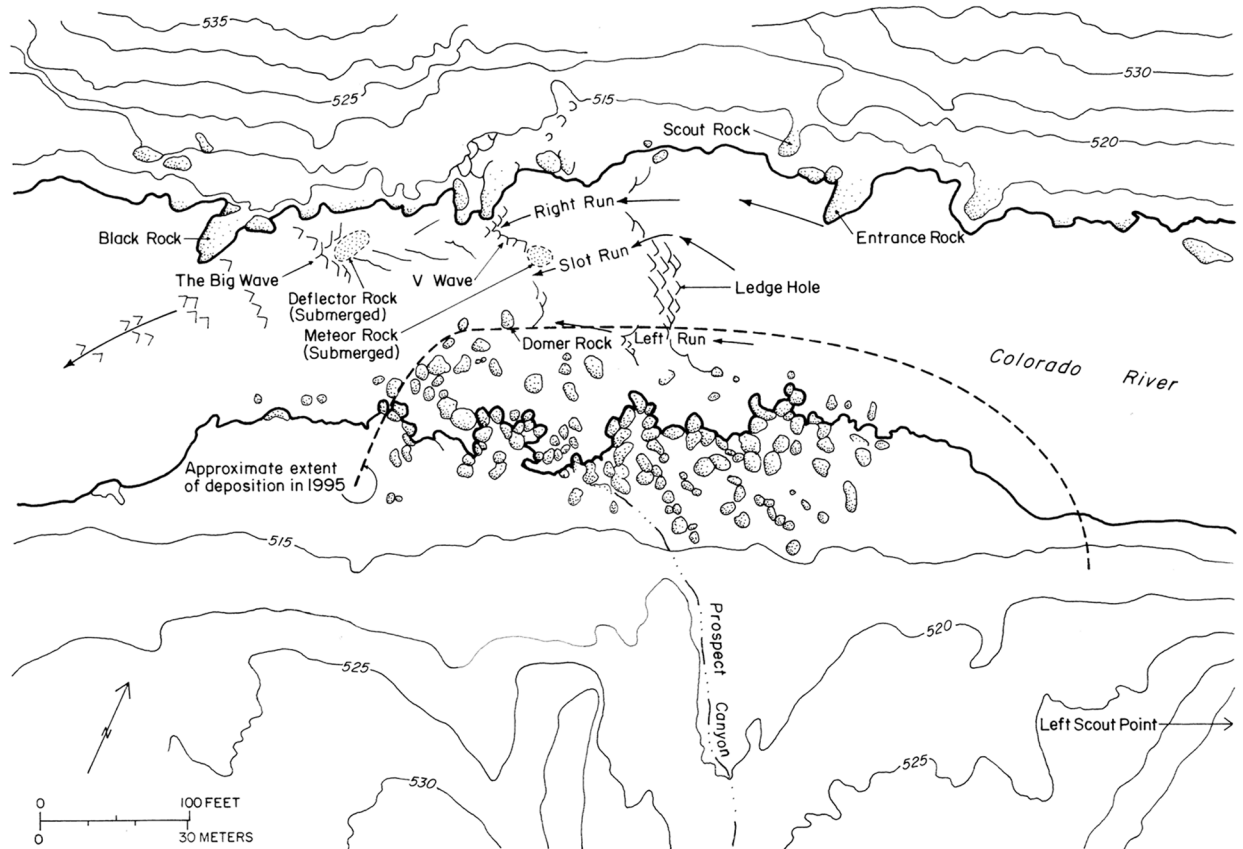 535
530
525
515
520
Scout Rock
Right Run
Black Rock
Entrance Rock
Slot Run
The Big Wave
V Wave
Ledge Hole
Deflector Rock
(Submerged)
Meteor Rock
(Submerged)
Domer Rock
Left Run
Colorado River
Approximate extent
of deposition in 1995
515
Prospect Canyon
520
525
Left Scout Point
N
525
530
0 100 FEET
0 30 METERS